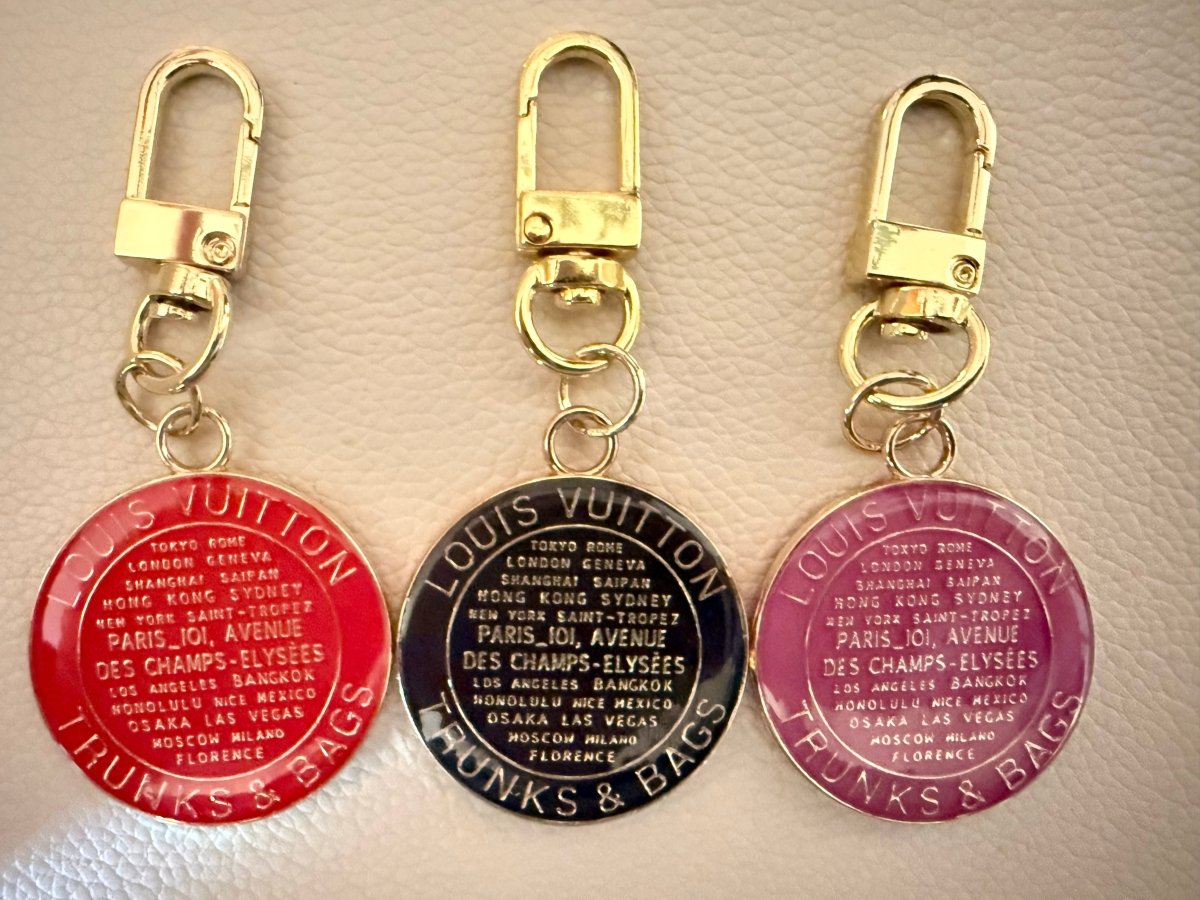 LOUIS VUITTON
TOKYO ROME
LONDON GENEVA
SHANGHAI SAIPAN
HONG KONG SYDNEY
NEW YORK SAINT-TROPEZ
PARIS_101, AVENUE
DES CHAMPS-ELYSÉES
LOS ANGELES BANGKOK
HONOLULU NICE MEXICO
OSAKA LAS VEGAS
MOSCOW MILANO
FLORENCE
TRUNKS & BAGS
LOUIS VUITTON
TOKYO ROME
LONDON GENEVA
SHANGHAI SAIPAN
HONG KONG SYDNEY
NEW YORK SAINT-TROPEZ
PARIS_101, AVENUE
DES CHAMPS-ELYSÉES
LOS ANGELES BANGKOK
HONOLULU NICE MEXICO
OSAKA LAS VEGAS
MOSCOW MILANO
FLORENCE
TRUNKS & BAGS
LOUIS VUITTON
TOKYO ROME
LONDON GENEVA
SHANGHAI SAIPAN
HONG KONG SYDNEY
NEW YORK SAINT-TROPEZ
PARIS_101, AVENUE
DES CHAMPS-ELYSÉES
LOS ANGELES BANGKOK
HONOLULU NICE MEXICO
OSAKA LAS VEGAS
MOSCOW MILANO
FLORENCE
TRUNKS & BAGS